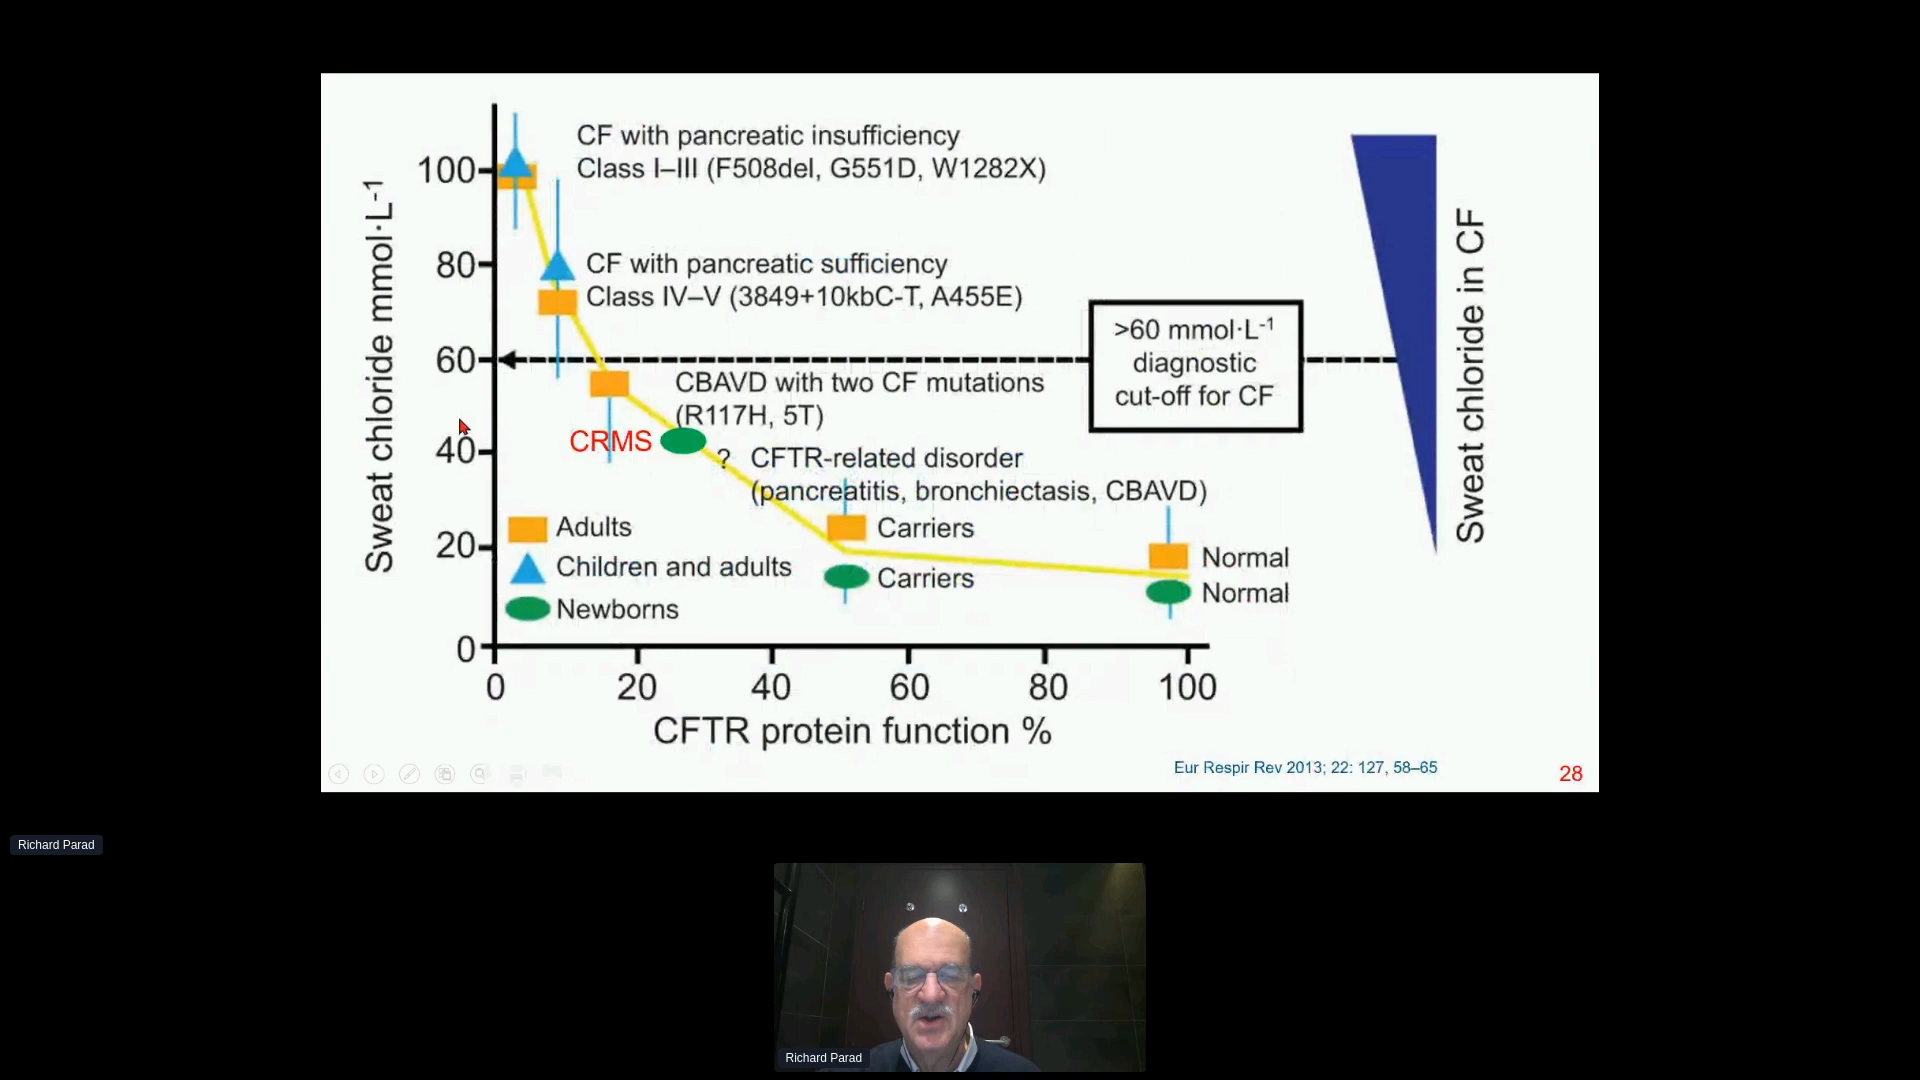 CF with pancreatic insufficiency
Class I–III (F508del, G551D, W1282X)
100
80
60
40
20
0
Sweat chloride mmol·L-1
CF with pancreatic sufficiency
Class IV–V (3849+10kbC-T, A455E)
>60 mmol·L-1
diagnostic
cut-off for CF
Sweat chloride in CF
CBAVD with two CF mutations
(R117H, 5T)
CRMS
? CFTR-related disorder
(pancreatitis, bronchiectasis, CBAVD)
Adults
Children and adults
Newborns
Carriers
Carriers
Normal
Normal
0 20 40 60 80 100
CFTR protein function %
Eur Respir Rev 2013; 22: 127, 58–65
28
Richard Parad
Richard Parad